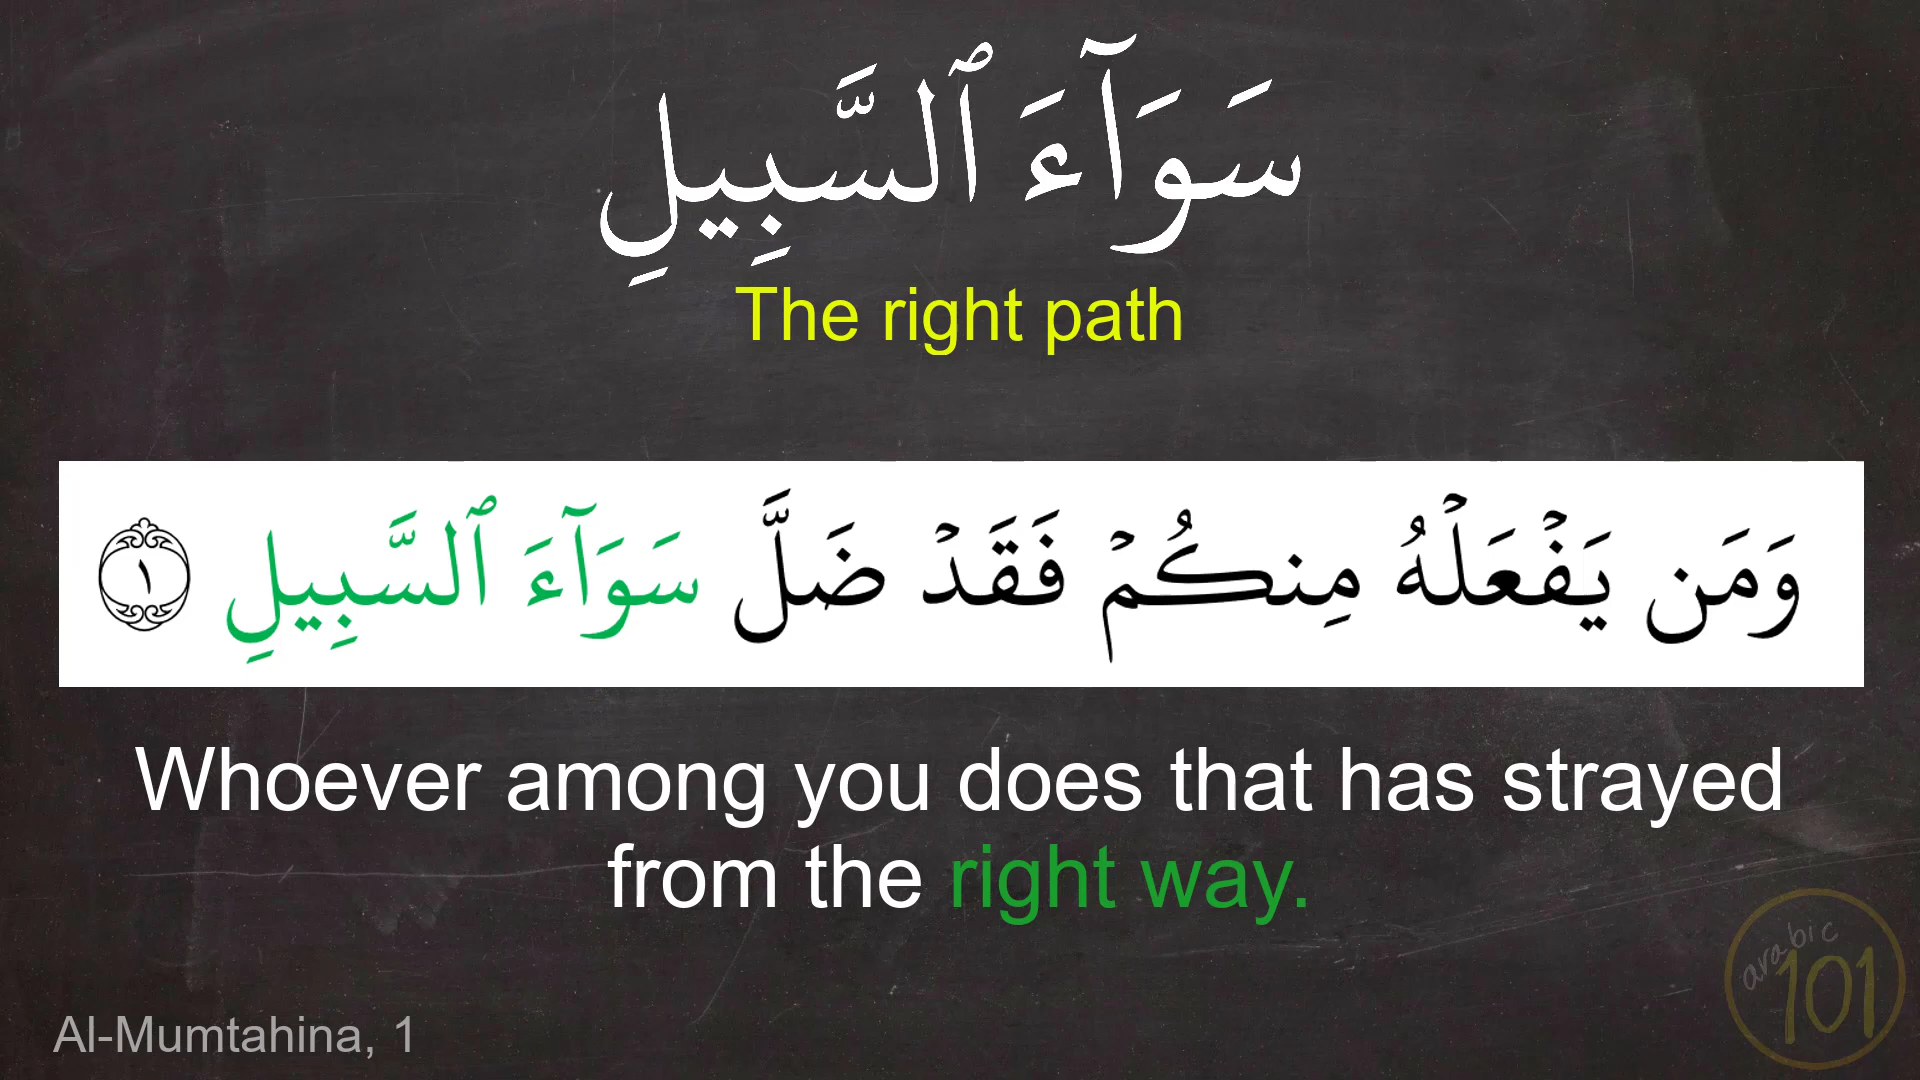 سَوَآءَ ٱلسَّبِيلِ
The right path
وَمَن يَفْعَلْهُ مِنكُمْ فَقَدْ ضَلَّ سَوَآءَ ٱلسَّبِيلِ ١
Whoever among you does that has strayed
from the right way.
arabic
101
Al-Mumtahina, 1